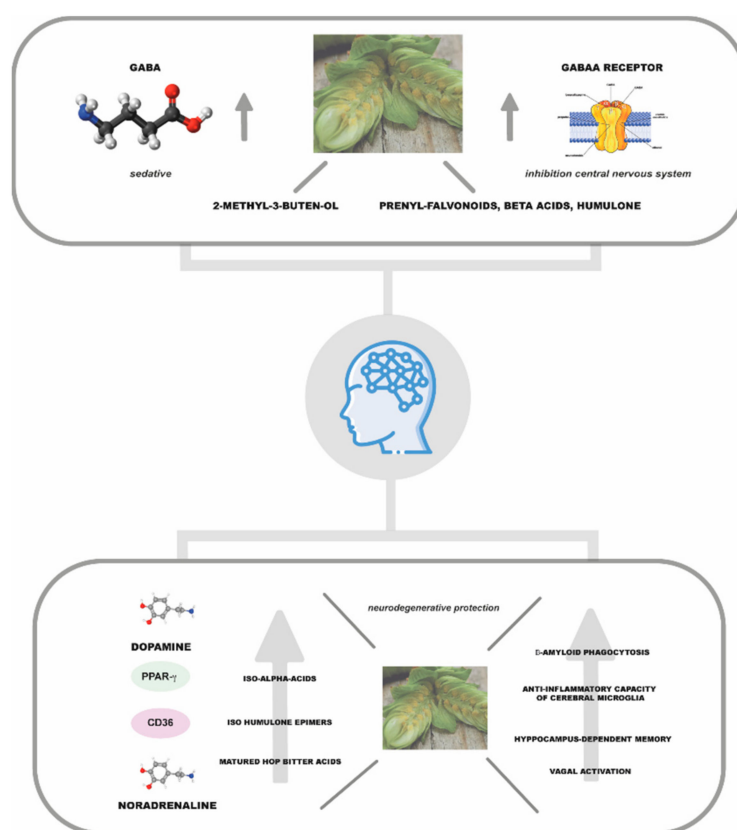 GABA
GABAA RECEPTOR
sedative
inhibition central nervous system
2-METHYL-3-BUTEN-OL
PRENYL-FALVONOIDS, BETA ACIDS, HUMULONE
neurodegenerative protection
DOPAMINE
PPAR-γ
CD36
NORADRENALINE
ISO-ALPHA-ACIDS
ISO HUMULONE EPIMERS
MATURED HOP BITTER ACIDS
D-AMYLOID PHAGOCYTOSIS
ANTI-INFLAMMATORY CAPACITY
OF CEREBRAL MICROGLIA
HYPPOCAMPUS-DEPENDENT MEMORY
VAGAL ACTIVATION